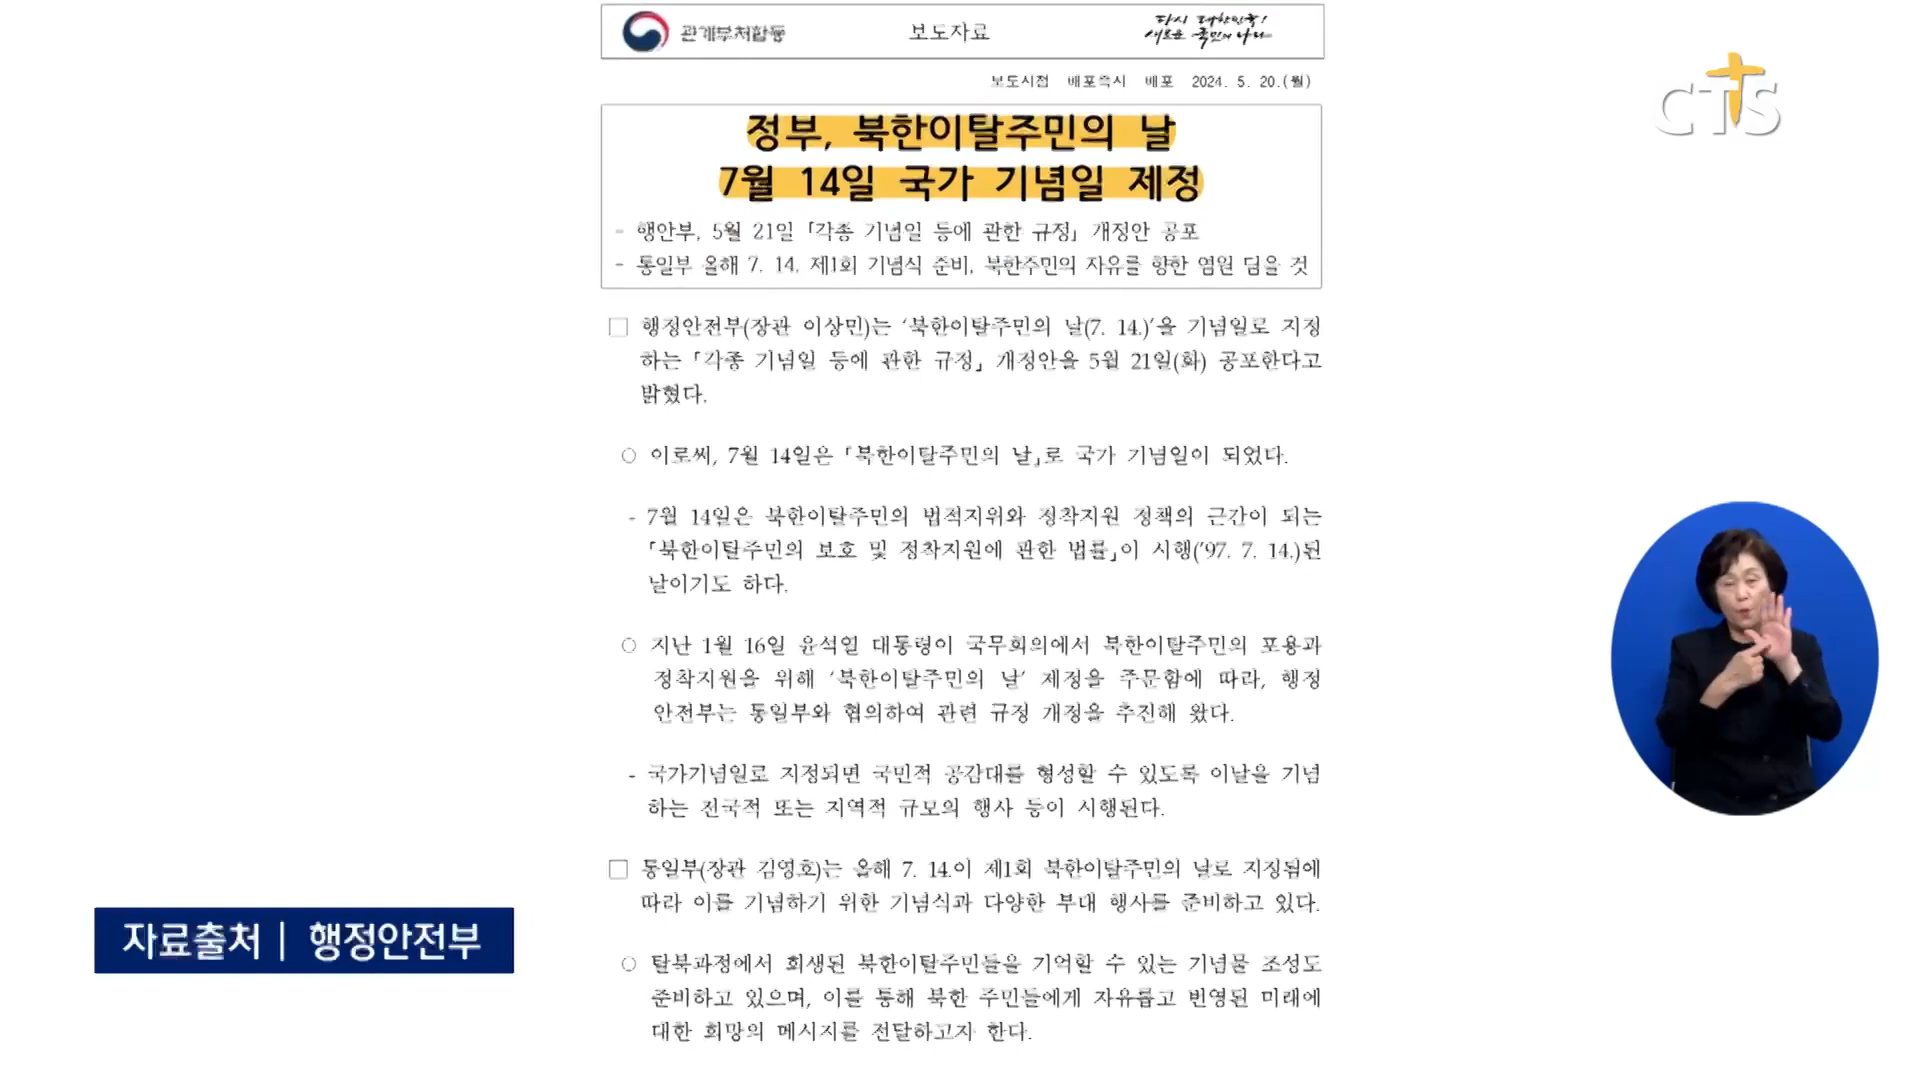 관계부처합동
보도자료
다시 대한민국!
새로운 국민의 나라
보도시점 배포즉시 배포 2024. 5. 20.(월)
CTS
정부, 북한이탈주민의 날
7월 14일 국가 기념일 제정
- 행안부, 5월 21일 「각종 기념일 등에 관한 규정」 개정안 공포
- 통일부 올해 7. 14. 제1회 기념식 준비, 북한주민의 자유를 향한 염원 담을 것
□ 행정안전부(장관 이상민)는 ‘북한이탈주민의 날(7. 14.)’을 기념일로 지정
하는 「각종 기념일 등에 관한 규정」 개정안을 5월 21일(화) 공포한다고
밝혔다.
○ 이로써, 7월 14일은 「북한이탈주민의 날」로 국가 기념일이 되었다.
- 7월 14일은 북한이탈주민의 법적지위와 정착지원 정책의 근간이 되는
「북한이탈주민의 보호 및 정착지원에 관한 법률」이 시행(’97. 7. 14.)된
날이기도 하다.
○ 지난 1월 16일 윤석열 대통령이 국무회의에서 북한이탈주민의 포용과
정착지원을 위해 ‘북한이탈주민의 날’ 제정을 주문함에 따라, 행정
안전부는 통일부와 협의하여 관련 규정 개정을 추진해 왔다.
- 국가기념일로 지정되면 국민적 공감대를 형성할 수 있도록 이날을 기념
하는 전국적 또는 지역적 규모의 행사 등이 시행된다.
□ 통일부(장관 김영호)는 올해 7. 14.이 제1회 북한이탈주민의 날로 지정됨에
따라 이를 기념하기 위한 기념식과 다양한 부대 행사를 준비하고 있다.
○ 탈북과정에서 희생된 북한이탈주민들을 기억할 수 있는 기념물 조성도
준비하고 있으며, 이를 통해 북한 주민들에게 자유롭고 번영된 미래에
대한 희망의 메시지를 전달하고자 한다.
자료출처 | 행정안전부